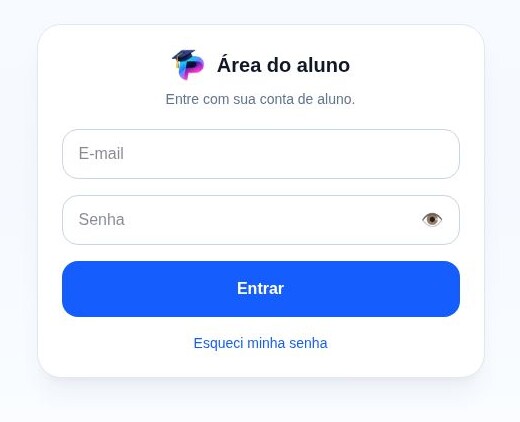 Área do aluno
Entre com sua conta de aluno.
E-mail
Senha
Entrar
Esqueci minha senha